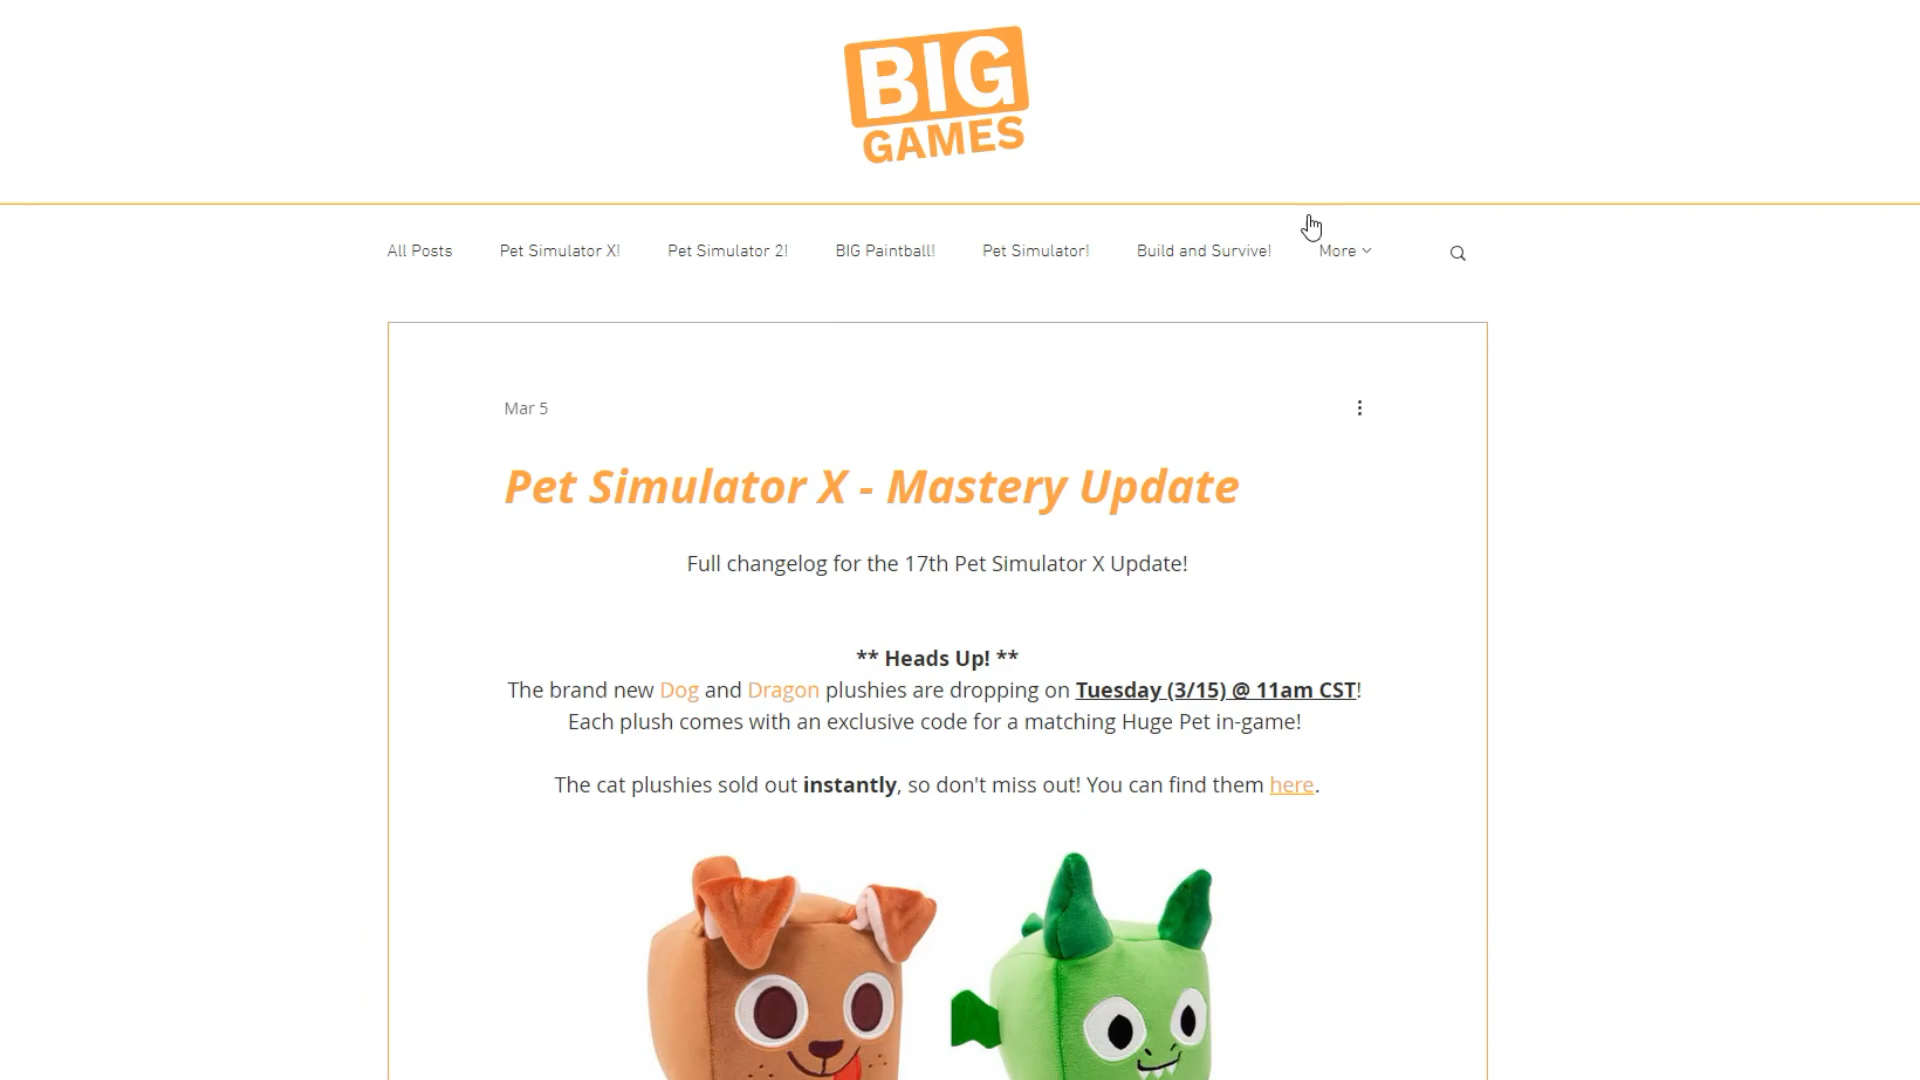 BIG
GAMES
All Posts Pet Simulator X! Pet Simulator 2! BIG Paintball! Pet Simulator! Build and Survive! More
Mar 5
Pet Simulator X - Mastery Update
Full changelog for the 17th Pet Simulator X Update!
** Heads Up! **
The brand new Dog and Dragon plushies are dropping on Tuesday (3/15) @ 11am CST!
Each plush comes with an exclusive code for a matching Huge Pet in-game!
The cat plushies sold out instantly, so don't miss out! You can find them here.